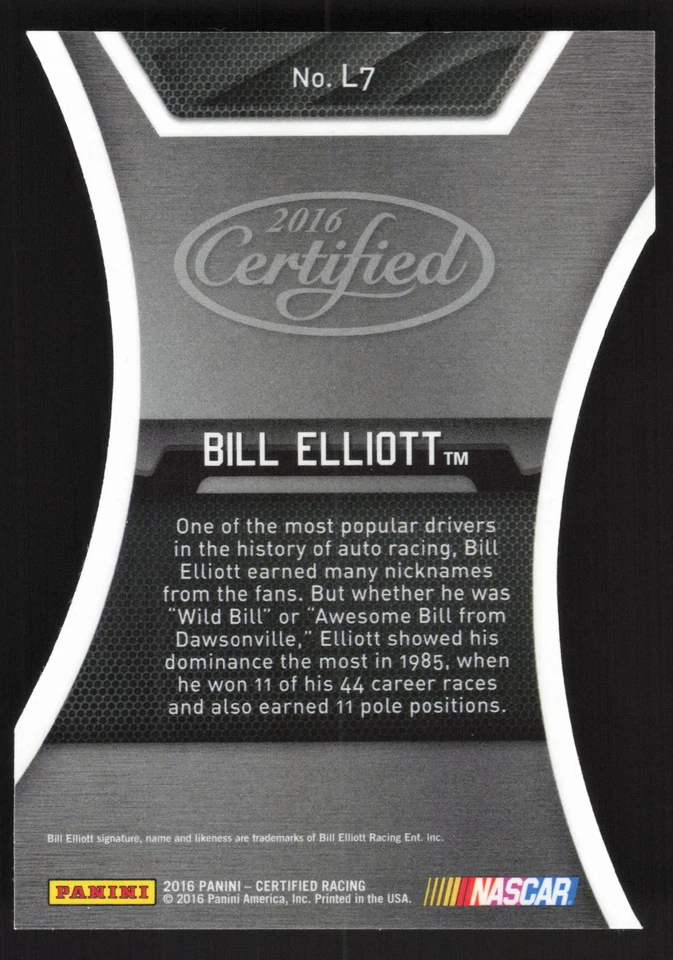 No. L7
2016
Certified
BILL ELLIOTT™
One of the most popular drivers
in the history of auto racing, Bill
Elliott earned many nicknames
from the fans. But whether he was
"Wild Bill" or "Awesome Bill from
Dawsonville," Elliott showed his
dominance the most in 1985, when
he won 11 of his 44 career races
and also earned 11 pole positions.
Bill Elliott signature, name and likeness are trademarks of Bill Elliott Racing Ent. Inc.
PANINI
2016 PANINI – CERTIFIED RACING
© 2016 Panini America, Inc. Printed in the USA.
NASCAR